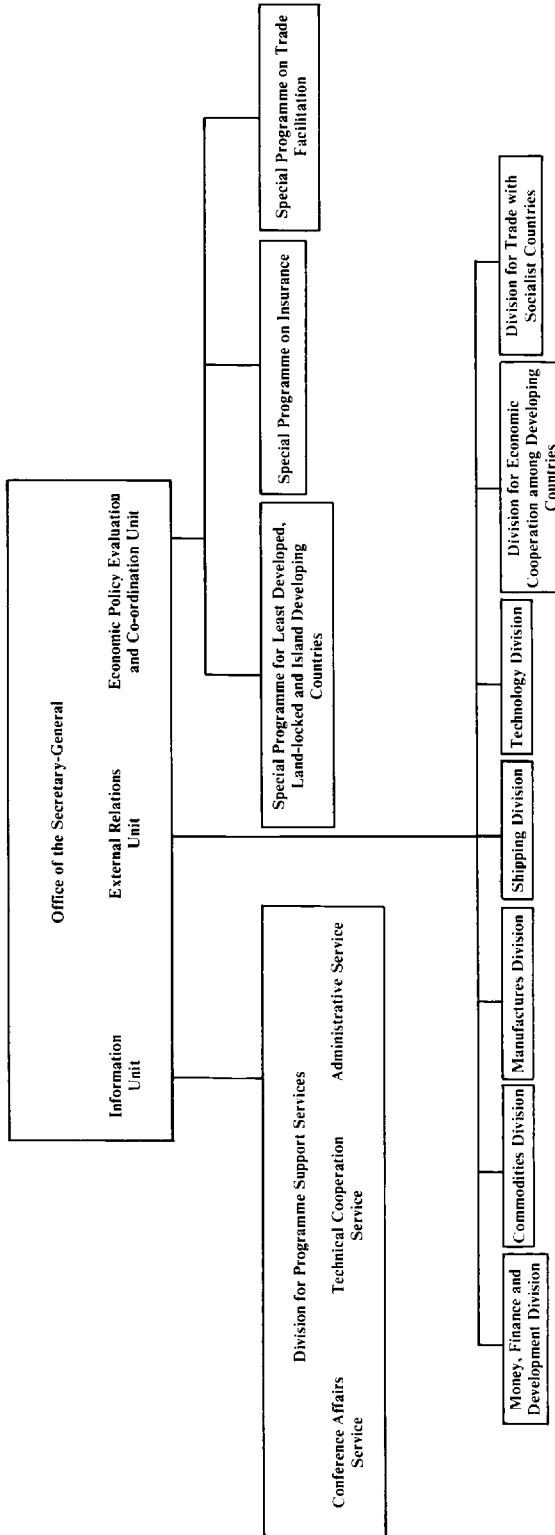 Office of the Secretary-General
Information
Unit
External Relations
Unit
Economic Policy Evaluation
and Co-ordination Unit
Division for Programme Support Services
Conference Affairs
Service
Technical Cooperation
Service
Administrative Service
Special Programme for Least Developed,
Land-locked and Island Developing
Countries
Special Programme on Insurance
Special Programme on Trade
Facilitation
Money, Finance and
Development Division
Commodities Division
Manufactures Division
Shipping Division
Technology Division
Division for Economic
Cooperation among Developing
Countries
Division for Trade with
Socialist Countries